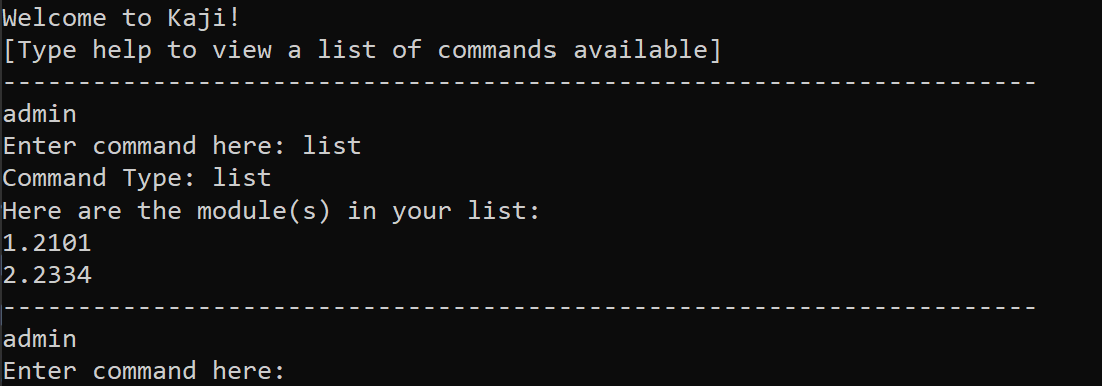 Welcome to Kaji!
[Type help to view a list of commands available]
---------------------------------------------------------------------
admin
Enter command here: list
Command Type: list
Here are the module(s) in your list:
1.2101
2.2334
---------------------------------------------------------------------
admin
Enter command here: